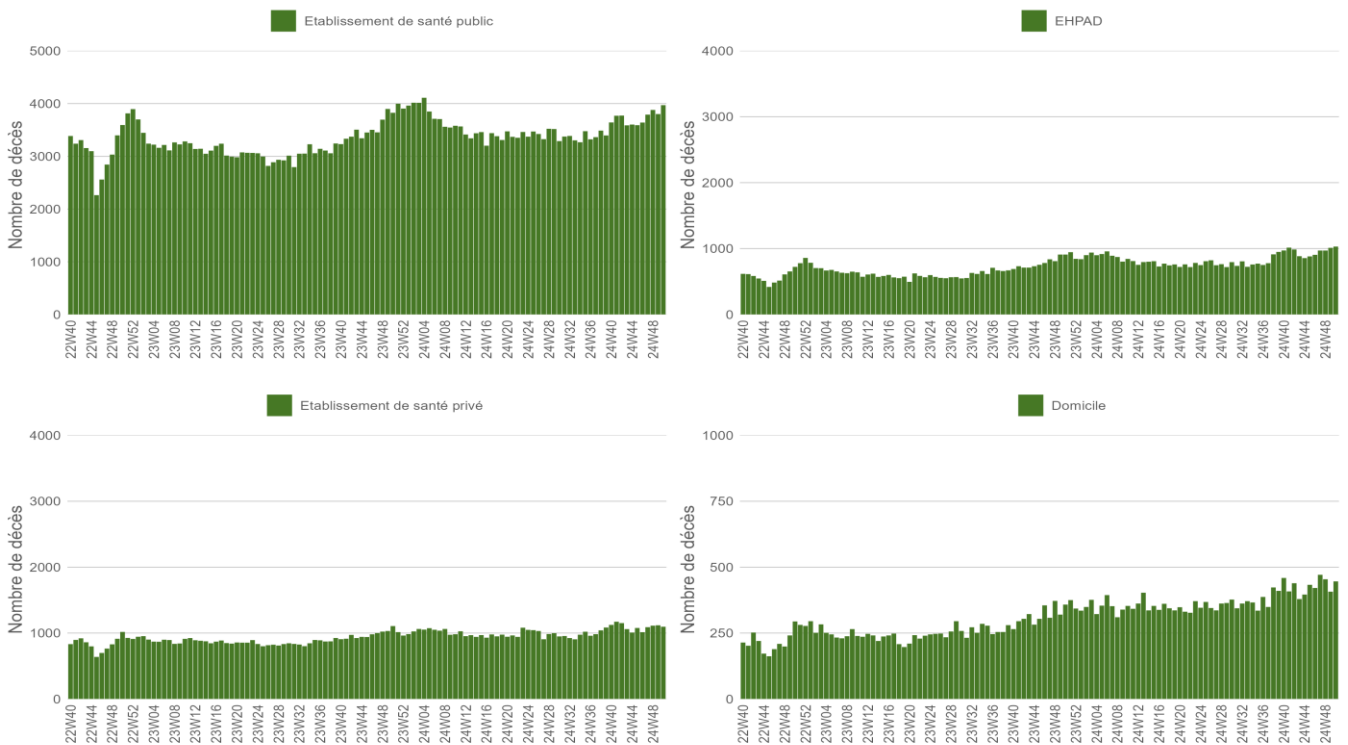 Etablissement de santé public
Nombre de décès
5000
4000
3000
2000
1000
0
22W40 22W44 22W48 22W52 23W04 23W08 23W12 23W16 23W20 23W24 23W28 23W32 23W36 23W40 23W44 23W48 23W52 24W04 24W08 24W12 24W16 24W20 24W24 24W28 24W32 24W36 24W40 24W44 24W48
EHPAD
Nombre de décès
4000
3000
2000
1000
0
22W40 22W44 22W48 22W52 23W04 23W08 23W12 23W16 23W20 23W24 23W28 23W32 23W36 23W40 23W44 23W48 23W52 24W04 24W08 24W12 24W16 24W20 24W24 24W28 24W32 24W36 24W40 24W44 24W48
Etablissement de santé privé
Nombre de décès
4000
3000
2000
1000
0
22W40 22W44 22W48 22W52 23W04 23W08 23W12 23W16 23W20 23W24 23W28 23W32 23W36 23W40 23W44 23W48 23W52 24W04 24W08 24W12 24W16 24W20 24W24 24W28 24W32 24W36 24W40 24W44 24W48
Domicile
Nombre de décès
1000
750
500
250
0
22W40 22W44 22W48 22W52 23W04 23W08 23W12 23W16 23W20 23W24 23W28 23W32 23W36 23W40 23W44 23W48 23W52 24W04 24W08 24W12 24W16 24W20 24W24 24W28 24W32 24W36 24W40 24W44 24W48